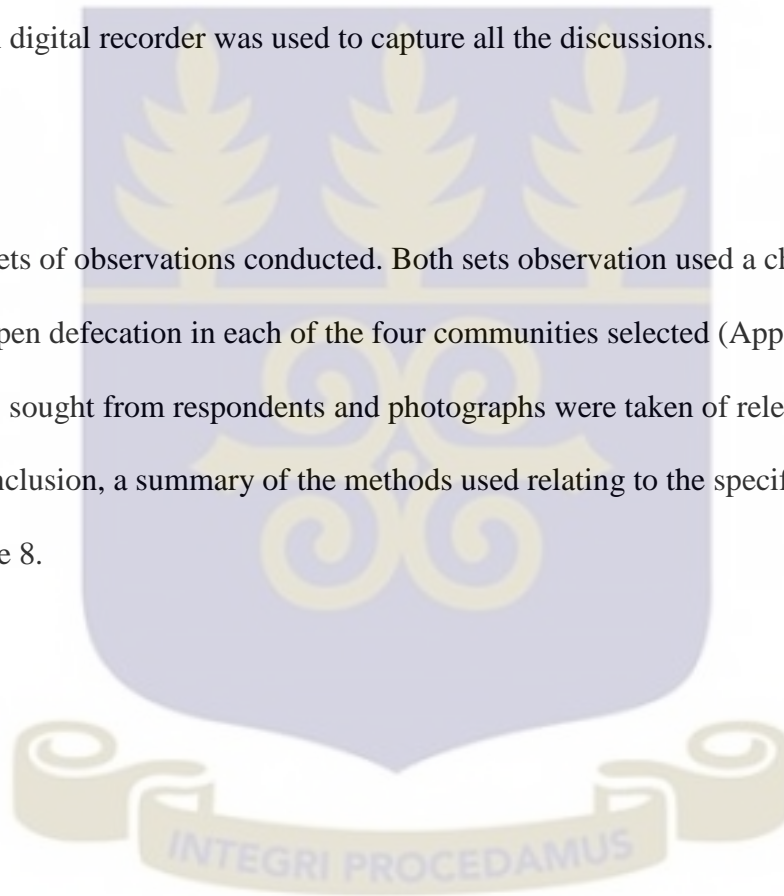 digital recorder was used to capture all the discussions.
ets of observations conducted. Both sets observation used a
pen defecation in each of the four communities selected (App
sought from respondents and photographs were taken of rele
nclusion, a summary of the methods used relating to the specif
e 8.
INTEGRI PROCEDAMUS